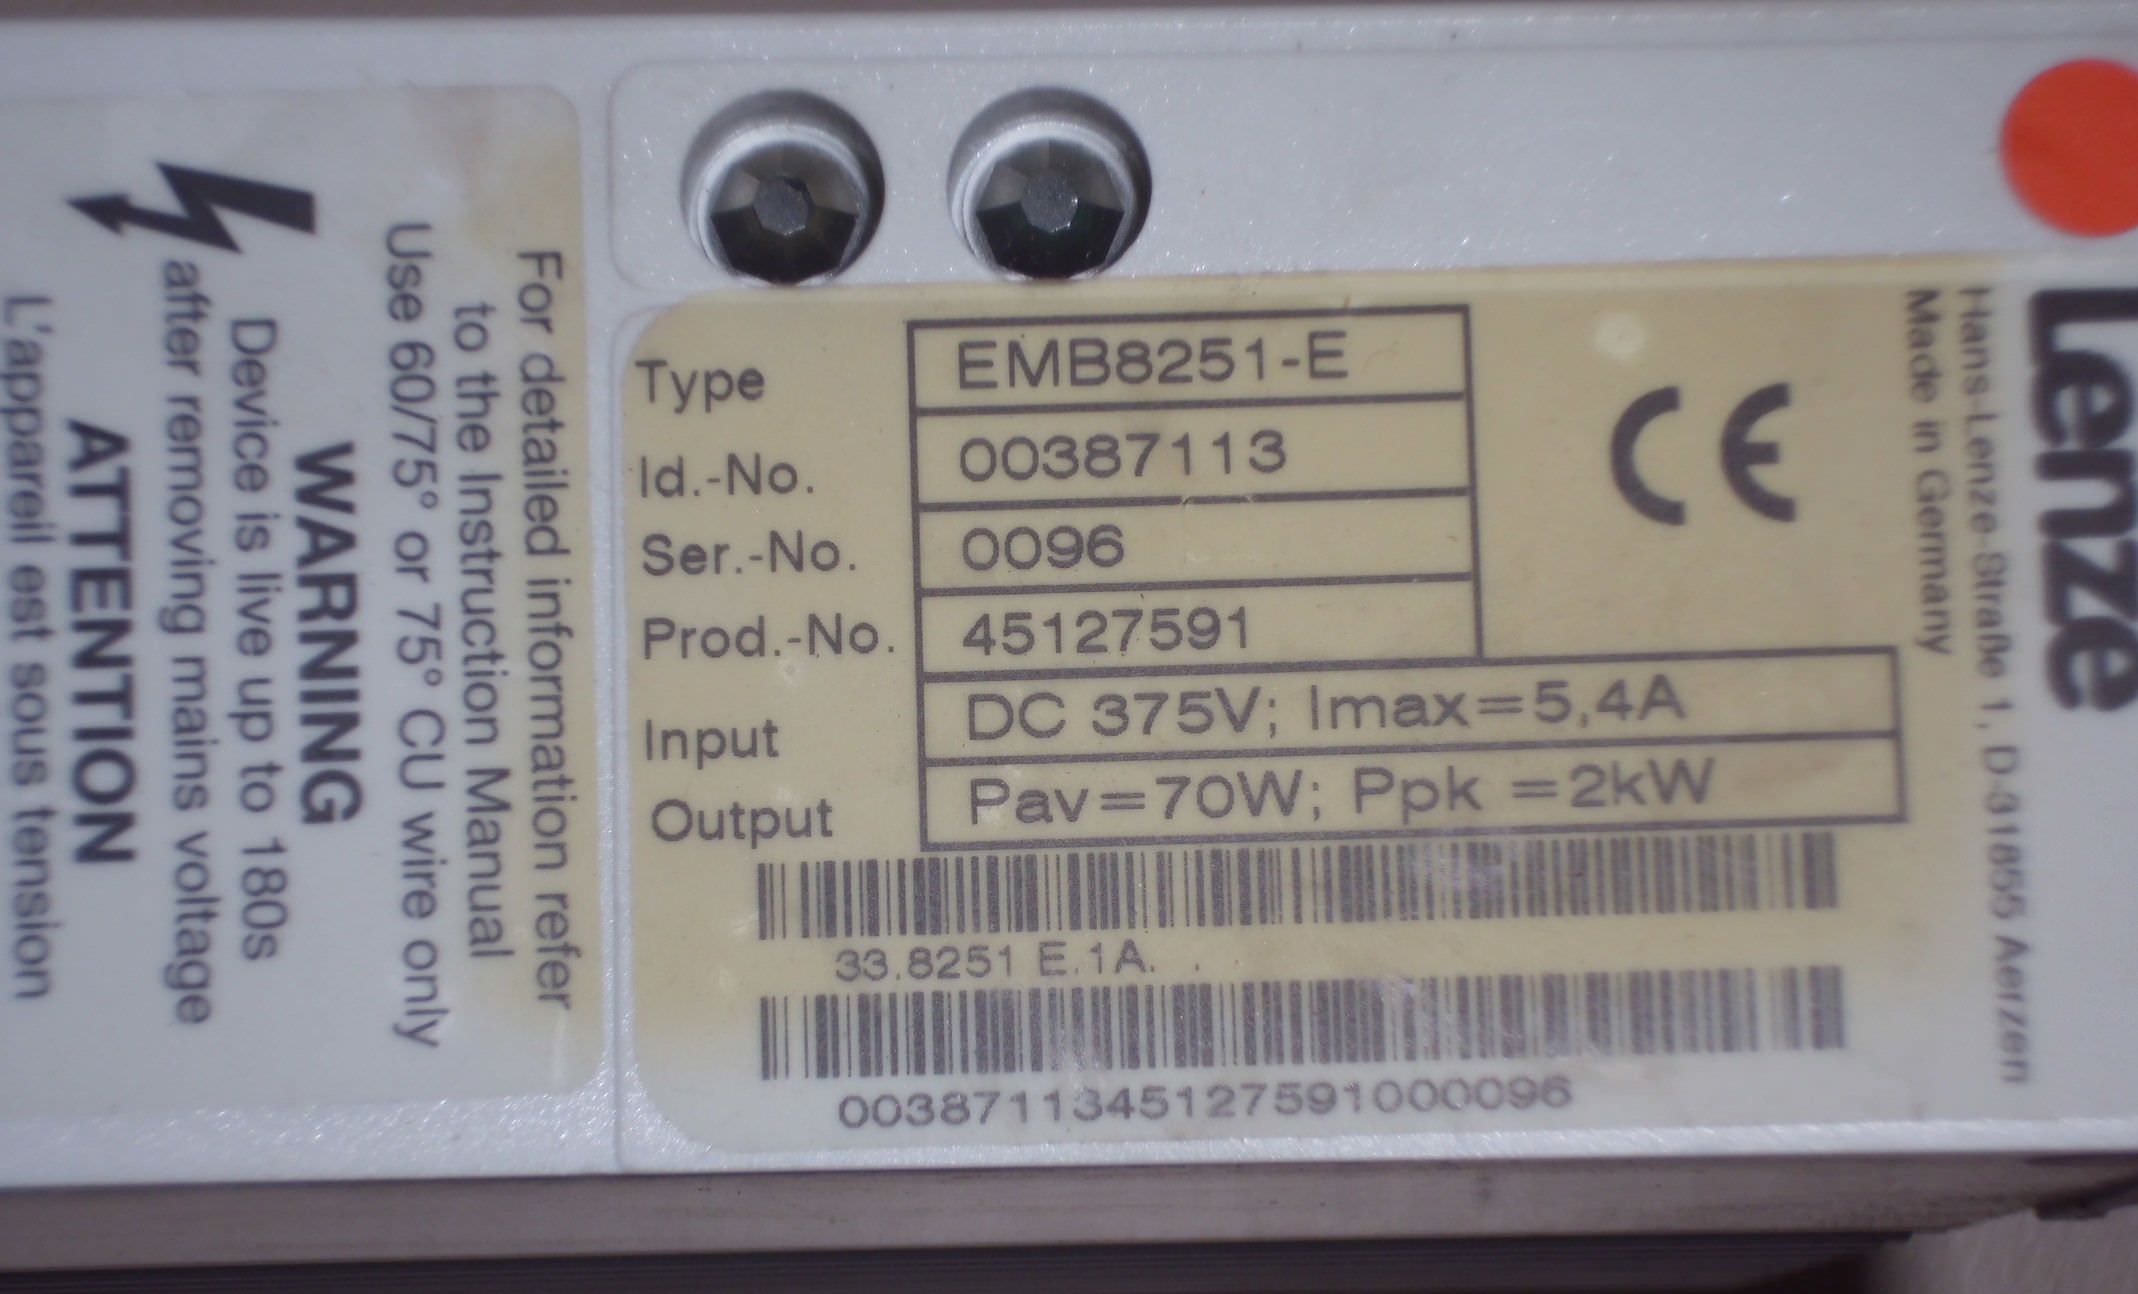 For detailed information refer
to the Instruction Manual
Use 60/75° or 75° CU wire only
WARNING
Device is live up to 180s
after removing mains voltage
ATTENTION
L'appareil est sous tension
Type EMB8251-E
Id.-No. 00387113
Ser.-No. 0096
Prod.-No. 45127591
Input DC 375V; Imax=5,4A
Output Pav=70W; Ppk =2kW
33.8251 E.1A. .
0038711345127591000096
CE
Lenze
Hans-Lenze-Straße 1, D-31855 Aerzen
Made in Germany